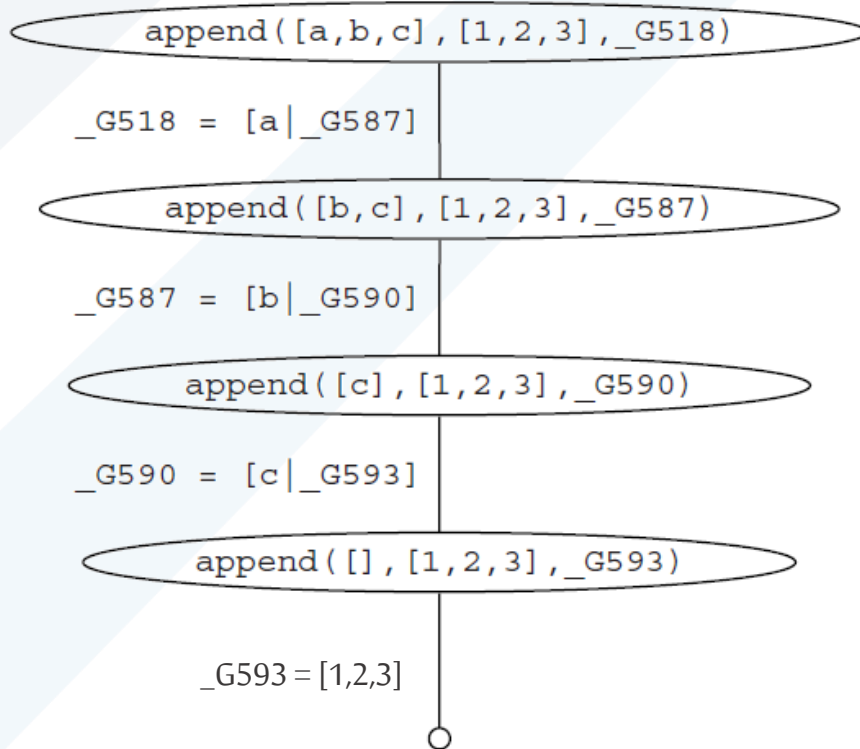 append([a,b,c],[1,2,3],_G518)
_G518 = [a|_G587]
append([b,c],[1,2,3],_G587)
_G587 = [b|_G590]
append([c],[1,2,3],_G590)
_G590 = [c|_G593]
append([],[1,2,3],_G593)
_G593 = [1,2,3]